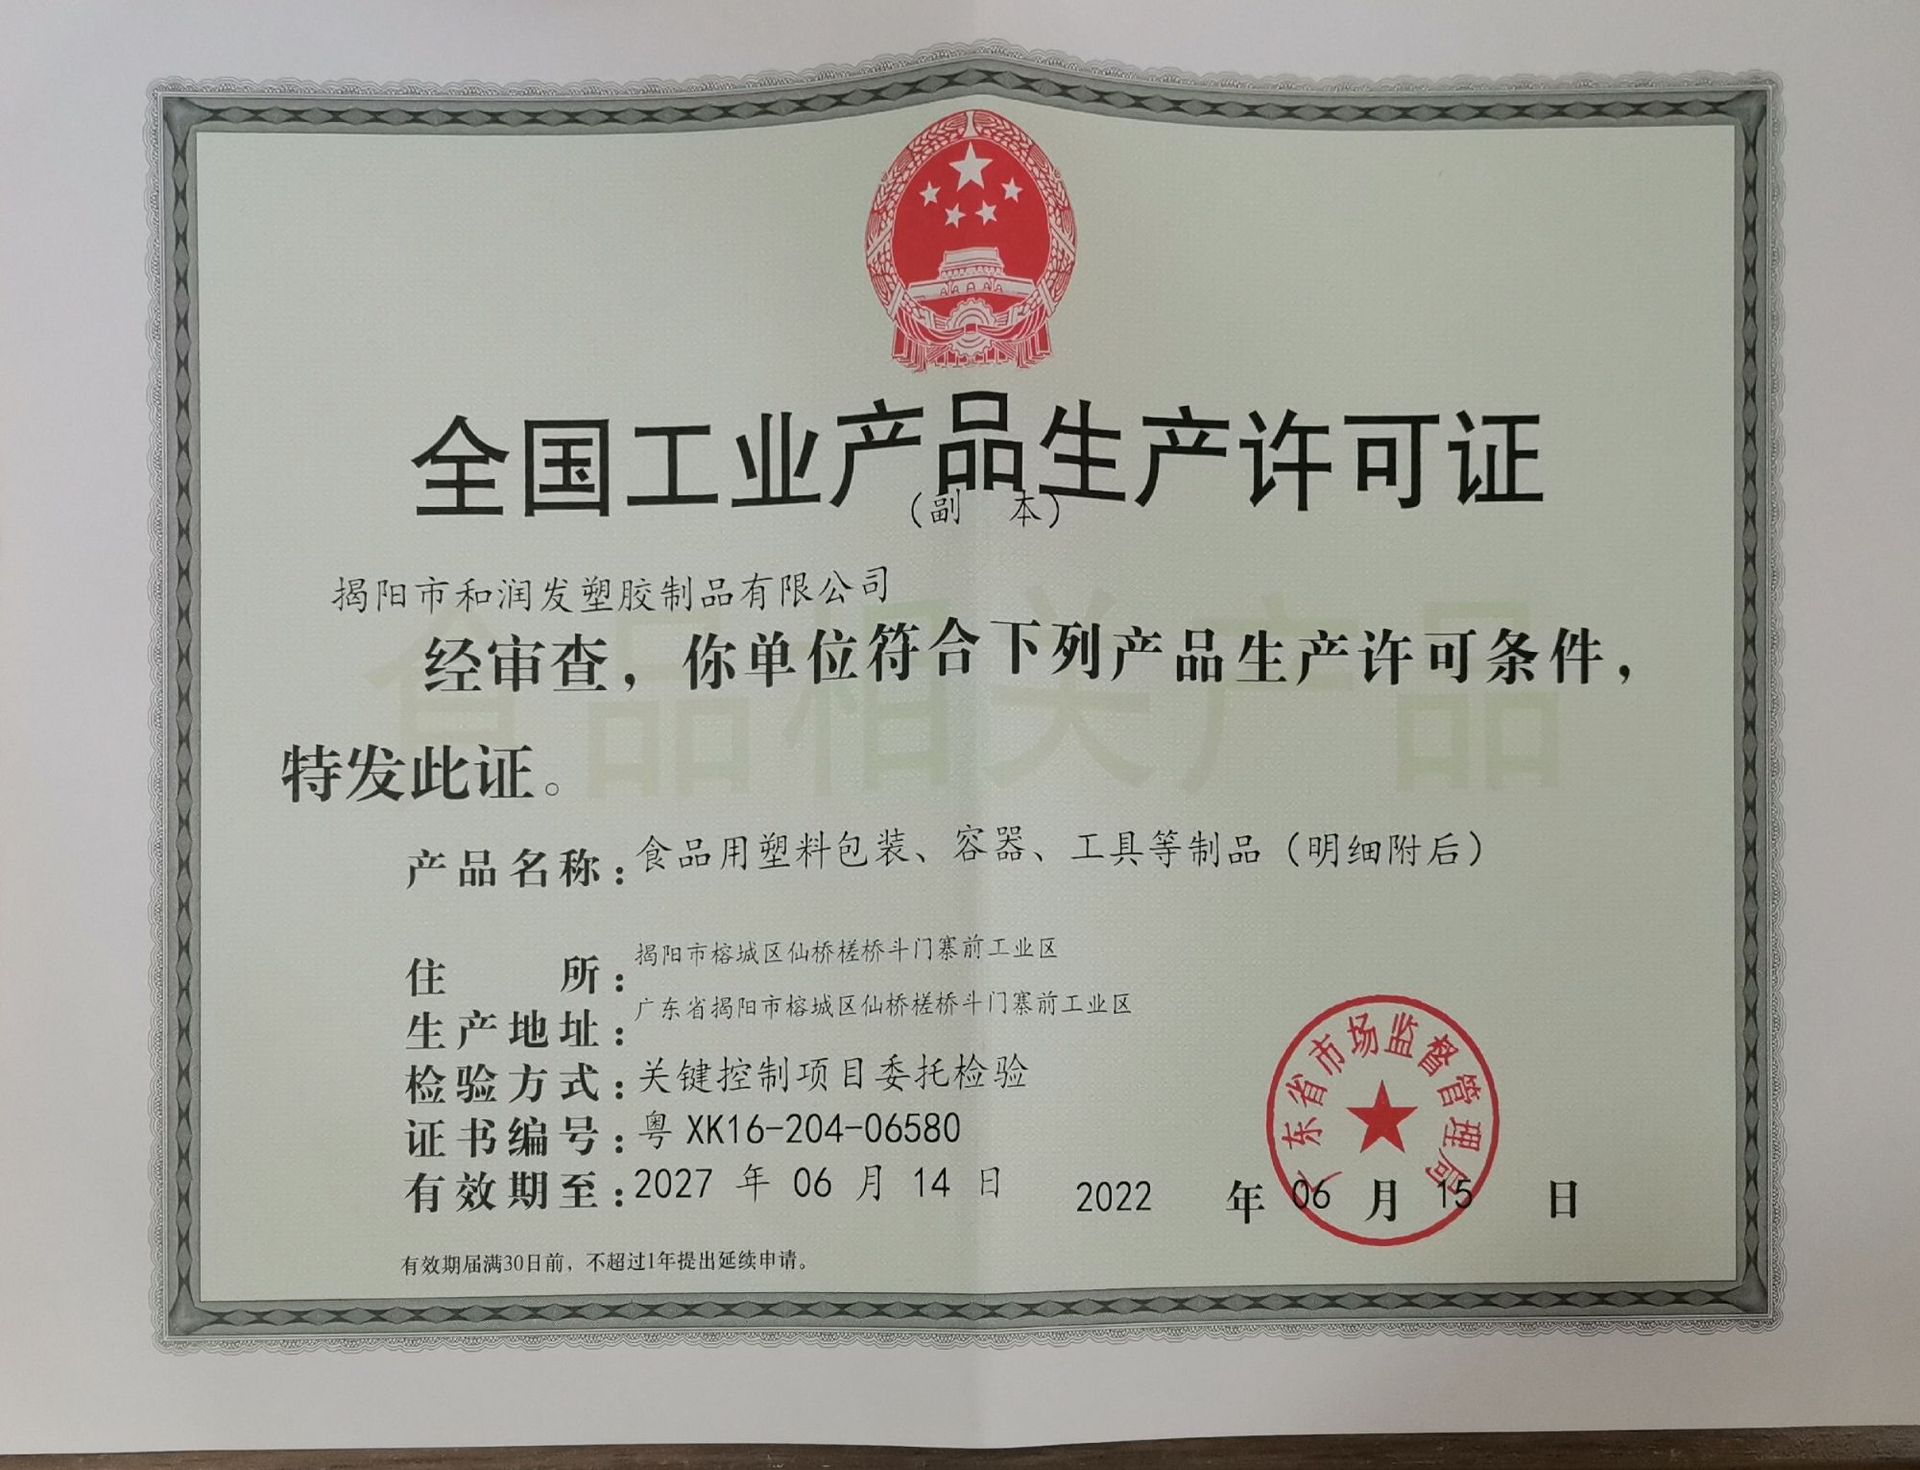 全国工业产品生产许可证
（副 本）
揭阳市和润发塑胶制品有限公司
食品相关产品
经审查，你单位符合下列产品生产许可条件，
特发此证。
产品名称：食品用塑料包装、容器、工具等制品（明细附后）
住 所：揭阳市榕城区仙桥槎桥斗门寨前工业区
生产地址：广东省揭阳市榕城区仙桥槎桥斗门寨前工业区
检验方式：关键控制项目委托检验
证书编号：粤 XK16-204-06580
有效期至：2027 年 06 月 14 日
广东省市场监督管理局
2022 年 06 月 15 日
有效期届满30日前，不超过1年提出延续申请。